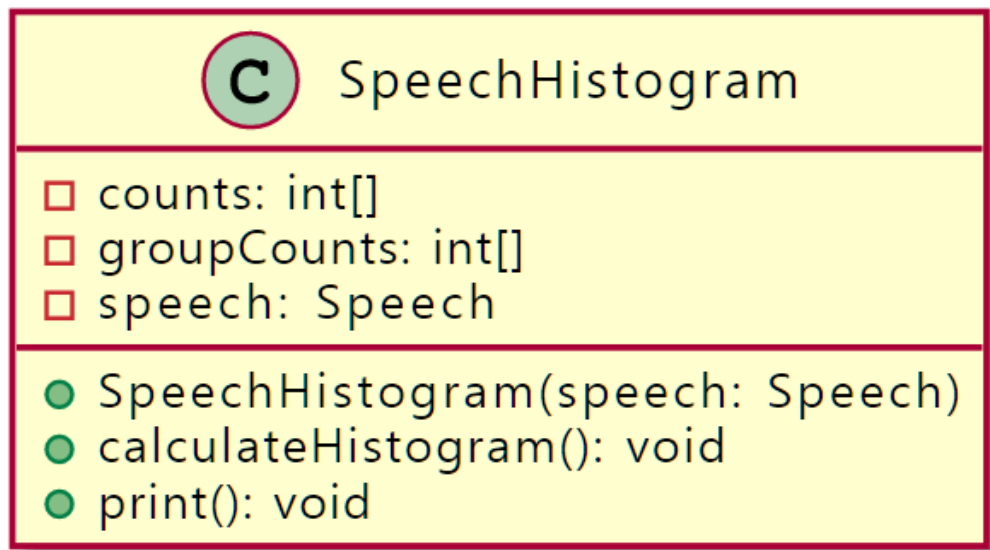 C SpeechHistogram
counts: int[]
groupCounts: int[]
speech: Speech
SpeechHistogram(speech: Speech)
calculateHistogram(): void
print(): void